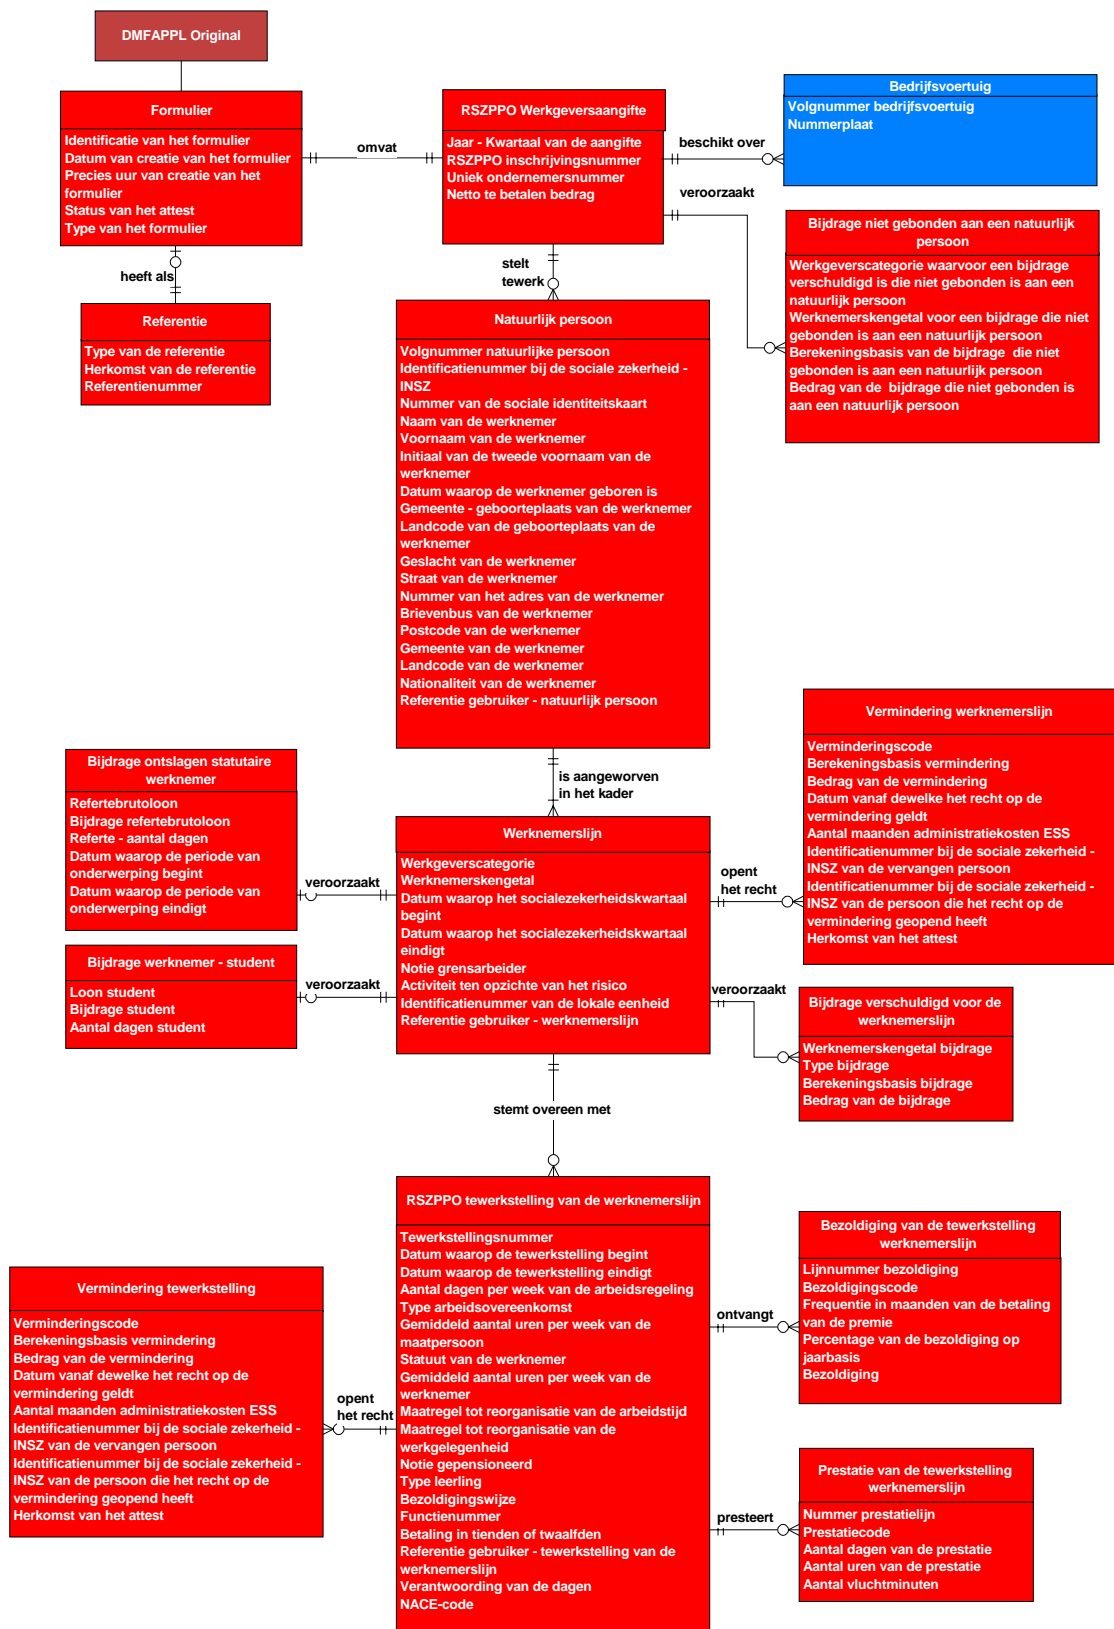 DMFAPPL Original
Formulier
Identificatie van het formulier
Datum van creatie van het formulier
Precies uur van creatie van het
formulier
Status van het attest
Type van het formulier
omvat
RSZPPO Werkgeversaangifte
Jaar - Kwartaal van de aangifte
RSZPPO inschrijvingsnummer
Uniek ondernemersnummer
Netto te betalen bedrag
beschikt over
Bedrijfsvoertuig
Volgnummer bedrijfsvoertuig
Nummerplaat
veroorzaakt
Bijdrage niet gebonden aan een natuurlijk
persoon
Werkgeverscategorie waarvoor een bijdrage
verschuldigd is die niet gebonden is aan een
natuurlijk persoon
Werknemerskengetal voor een bijdrage die niet
gebonden is aan een natuurlijk persoon
Berekeningsbasis van de bijdrage die niet
gebonden is aan een natuurlijk persoon
Bedrag van de bijdrage die niet gebonden is
aan een natuurlijk persoon
heeft als
Referentie
Type van de referentie
Herkomst van de referentie
Referentienummer
stelt
tewerk
Natuurlijk persoon
Volgnummer natuurlijke persoon
Identificatienummer bij de sociale zekerheid -
INSZ
Nummer van de sociale identiteitskaart
Naam van de werknemer
Voornaam van de werknemer
Initiaal van de tweede voornaam van de
werknemer
Datum waarop de werknemer geboren is
Gemeente - geboorteplaats van de werknemer
Landcode van de geboorteplaats van de
werknemer
Geslacht van de werknemer
Straat van de werknemer
Nummer van het adres van de werknemer
Brievenbus van de werknemer
Postcode van de werknemer
Gemeente van de werknemer
Landcode van de werknemer
Nationaliteit van de werknemer
Referentie gebruiker - natuurlijk persoon
is aangeworven
in het kader
Bijdrage ontslagen statutaire
werknemer
Refertebrutoloon
Bijdrage refertebrutoloon
Referte - aantal dagen
Datum waarop de periode van
onderwerping begint
Datum waarop de periode van
onderwerping eindigt
veroorzaakt
Bijdrage werknemer - student
Loon student
Bijdrage student
Aantal dagen student
veroorzaakt
Werknemerslijn
Werkgeverscategorie
Werknemerskengetal
Datum waarop het socialezekerheidskwartaal
begint
Datum waarop het socialezekerheidskwartaal
eindigt
Notie grensarbeider
Activiteit ten opzichte van het risico
Identificatienummer van de lokale eenheid
Referentie gebruiker - werknemerslijn
opent
het recht
Vermindering werknemerslijn
Verminderingscode
Berekeningsbasis vermindering
Bedrag van de vermindering
Datum vanaf dewelke het recht op de
vermindering geldt
Aantal maanden administratiekosten ESS
Identificatienummer bij de sociale zekerheid -
INSZ van de vervangen persoon
Identificatienummer bij de sociale zekerheid -
INSZ van de persoon die het recht op de
vermindering geopend heeft
Herkomst van het attest
veroorzaakt
Bijdrage verschuldigd voor de
werknemerslijn
Werknemerskengetal bijdrage
Type bijdrage
Berekeningsbasis bijdrage
Bedrag van de bijdrage
stemt overeen met
RSZPPO tewerkstelling van de werknemerslijn
Tewerkstellingsnummer
Datum waarop de tewerkstelling begint
Datum waarop de tewerkstelling eindigt
Aantal dagen per week van de arbeidsregeling
Type arbeidsovereenkomst
Gemiddeld aantal uren per week van de
maatpersoon
Statuut van de werknemer
Gemiddeld aantal uren per week van de
werknemer
Maatregel tot reorganisatie van de arbeidstijd
Maatregel tot reorganisatie van de
werkgelegenheid
Notie gepensioneerd
Type leerling
Bezoldigingswijze
Functienummer
Betaling in tienden of twaalfden
Referentie gebruiker - tewerkstelling van de
werknemerslijn
Verantwoording van de dagen
NACE-code
opent
het recht
Vermindering tewerkstelling
Verminderingscode
Berekeningsbasis vermindering
Bedrag van de vermindering
Datum vanaf dewelke het recht op de
vermindering geldt
Aantal maanden administratiekosten ESS
Identificatienummer bij de sociale zekerheid -
INSZ van de vervangen persoon
Identificatienummer bij de sociale zekerheid -
INSZ van de persoon die het recht op de
vermindering geopend heeft
Herkomst van het attest
ontvangt
Bezoldiging van de tewerkstelling
werknemerslijn
Lijnnummer bezoldiging
Bezoldigingscode
Frequentie in maanden van de betaling
van de premie
Percentage van de bezoldiging op
jaarbasis
Bezoldiging
presteert
Prestatie van de tewerkstelling
werknemerslijn
Nummer prestatielijn
Prestatiecode
Aantal dagen van de prestatie
Aantal uren van de prestatie
Aantal vluchtminuten